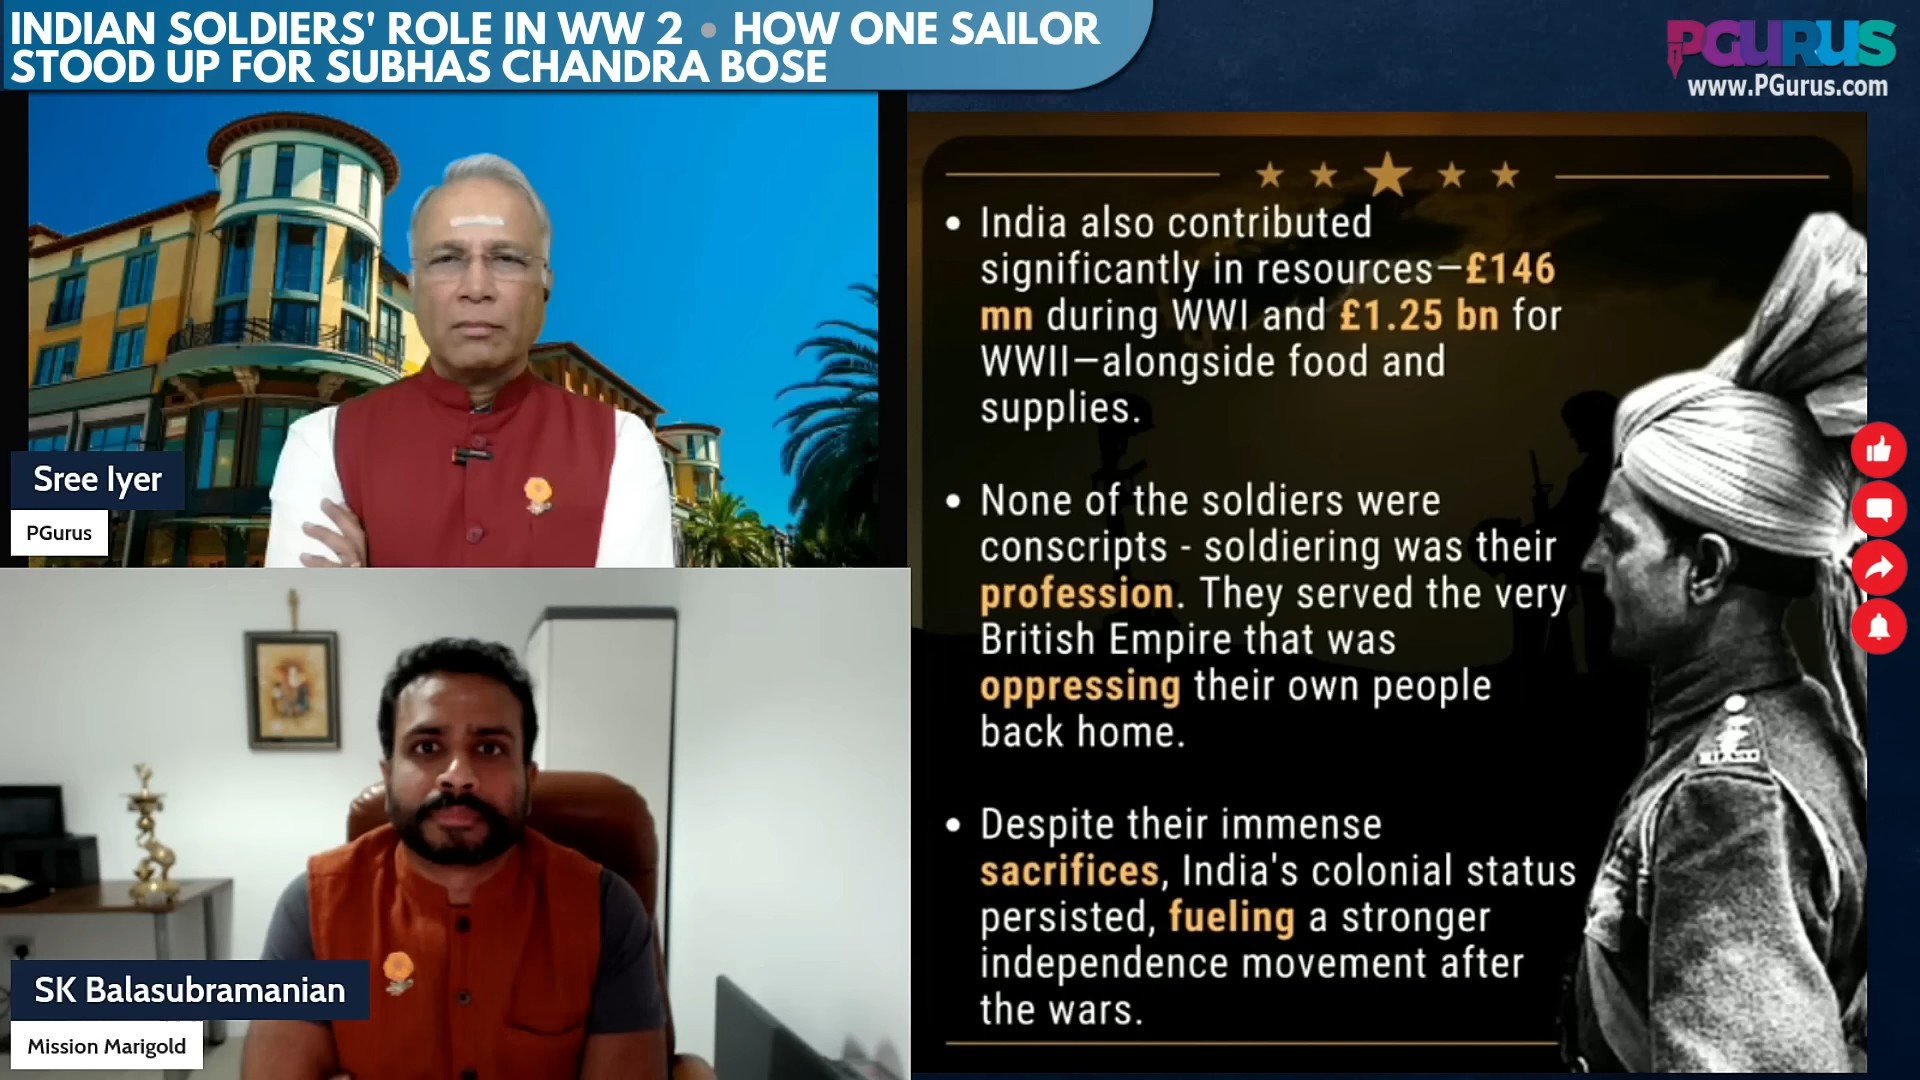 INDIAN SOLDIERS' ROLE IN WW 2 • HOW ONE SAILOR
STOOD UP FOR SUBHAS CHANDRA BOSE
PGURUS
www.PGurus.com
Sree Iyer
PGurus
SK Balasubramanian
Mission Marigold
• India also contributed
significantly in resources—£146
mn during WWI and £1.25 bn for
WWII—alongside food and
supplies.
• None of the soldiers were
conscripts - soldiering was their
profession. They served the very
British Empire that was
oppressing their own people
back home.
• Despite their immense
sacrifices, India's colonial status
persisted, fueling a stronger
independence movement after
the wars.